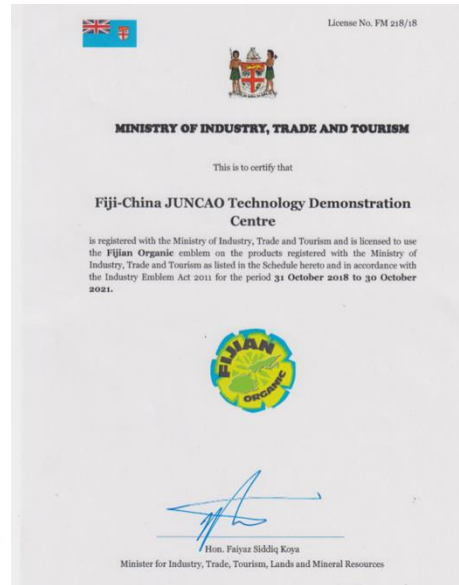 License No. FM 218/18
MINISTRY OF INDUSTRY, TRADE AND TOURISM
This is to certify that
Fiji-China JUNCAO Technology Demonstration
Centre
is registered with the Ministry of Industry, Trade and Tourism and is licensed to use
the Fijian Organic emblem on the products registered with the Ministry of
Industry, Trade and Tourism as listed in the Schedule hereto and in accordance with
the Industry Emblem Act 2011 for the period 31 October 2018 to 30 October
2021.
FIJIAN
ORGANIC
Hon. Faiyaz Siddiq Koya
Minister for Industry, Trade, Tourism, Lands and Mineral Resources